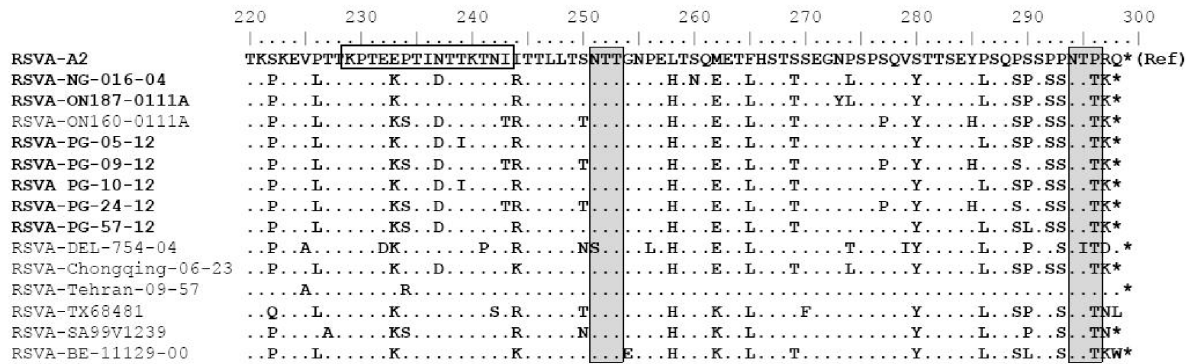 220 230 240 250 260 270 280 290 300
RSVA-A2 TKSKEVPTTKPTEEPTINTTKTNIITTLLTSNTTGNPELTSQMETFHSTSSEGNPSPSQVSTTSEYPSQPSSPPNTPRQ*(Ref)
RSVA-NG-016-04 ..P...L......K...D......R.............H.N.E..L...T..........Y.....L..SP.SS..TK*
RSVA-ON187-0111A ..P...L......K...D......R.............H...E..L...T...YL.....Y.....L..SP.SS..TK*
RSVA-ON160-0111A ..P...L......KS..D.....TR.....T.......H...E..L...T.......P..Y....H...S..SS..TK*
RSVA-PG-05-12 ..P...L......K...D.I....R.............H...E..L...T..........Y.....L..SP.SS..TK*
RSVA-PG-09-12 ..P...L......KS..D.....TR.....T.......H...E..L...T.......P..Y....H...S..SS..TK*
RSVA PG-10-12 ..P...L......K...D.I....R.............H...E..L...T..........Y.....L..SP.SS..TK*
RSVA-PG-24-12 ..P...L......KS..D.....TR.....T.......H...E..L...T.......P..Y....H...S..SS..TK*
RSVA-PG-57-12 ..P...L......K...D......R.............H...E..L...T..........Y.....L..SL.SS..TK*
RSVA-DEL-754-04 ..P..A......DK.......P..R.....NS....P.H...E..L........L....IY.....L...P..S.ITD.*
RSVA-Chongqing-06-23 ..P...L......K...D......K.............H...E..L...T....L.....Y.....L..SP.SS..TK*
RSVA-Tehran-09-57 .....A........R................................................................*
RSVA-TX68481 ..Q...L......K........S.R.....T.......H...K..L....F.........Y.....L..SL..S..TNL
RSVA-SA99V1239 ..P....A.....KS.........R.....N.......H...K..L...T..........Y.....L...P..S..TN*
RSVA-BE-11129-00 ..P...L......K..........K.........E...H...K..L...T..........Y.....L..SL..S..TKW*